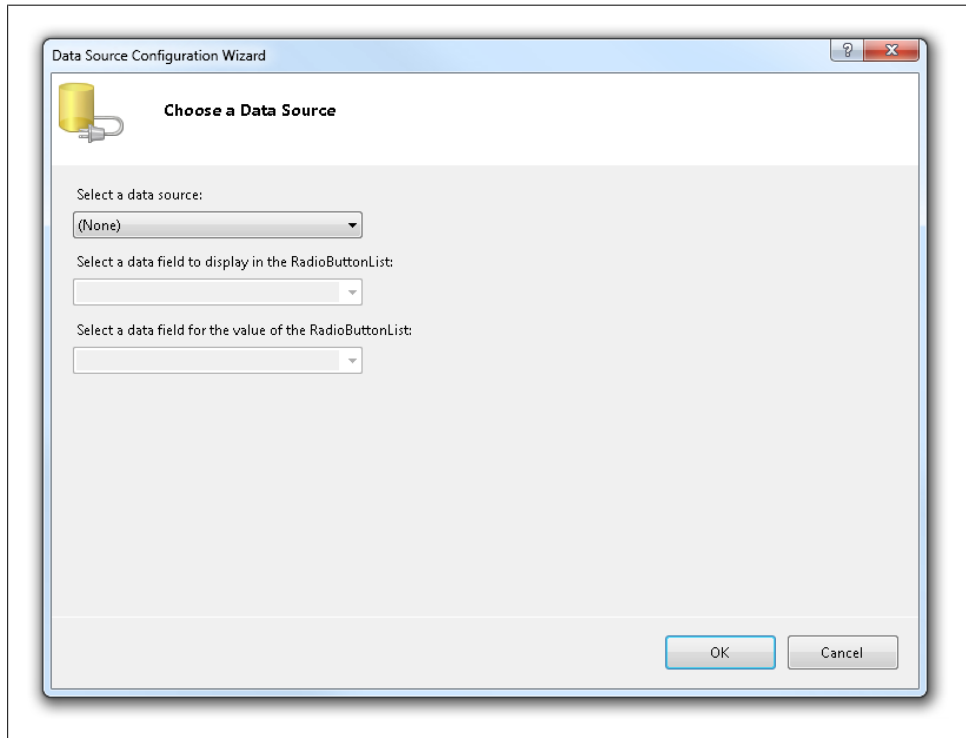 Data Source Configuration Wizard
Choose a Data Source
Select a data source:
(None)
Select a data field to display in the RadioButtonList:
Select a data field for the value of the RadioButtonList:
OK
Cancel